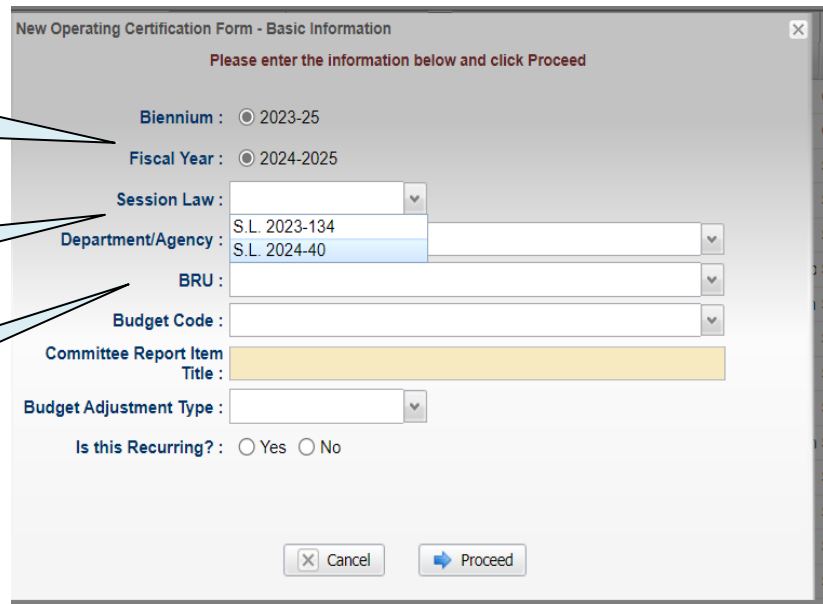 New Operating Certification Form - Basic Information
Please enter the information below and click Proceed
Biennium : 2023-25
Fiscal Year : 2024-2025
Session Law :
S.L. 2023-134
Department/Agency :
S.L. 2024-40
BRU :
Budget Code :
Committee Report Item
Title :
Budget Adjustment Type :
Is this Recurring? : Yes No
Cancel Proceed